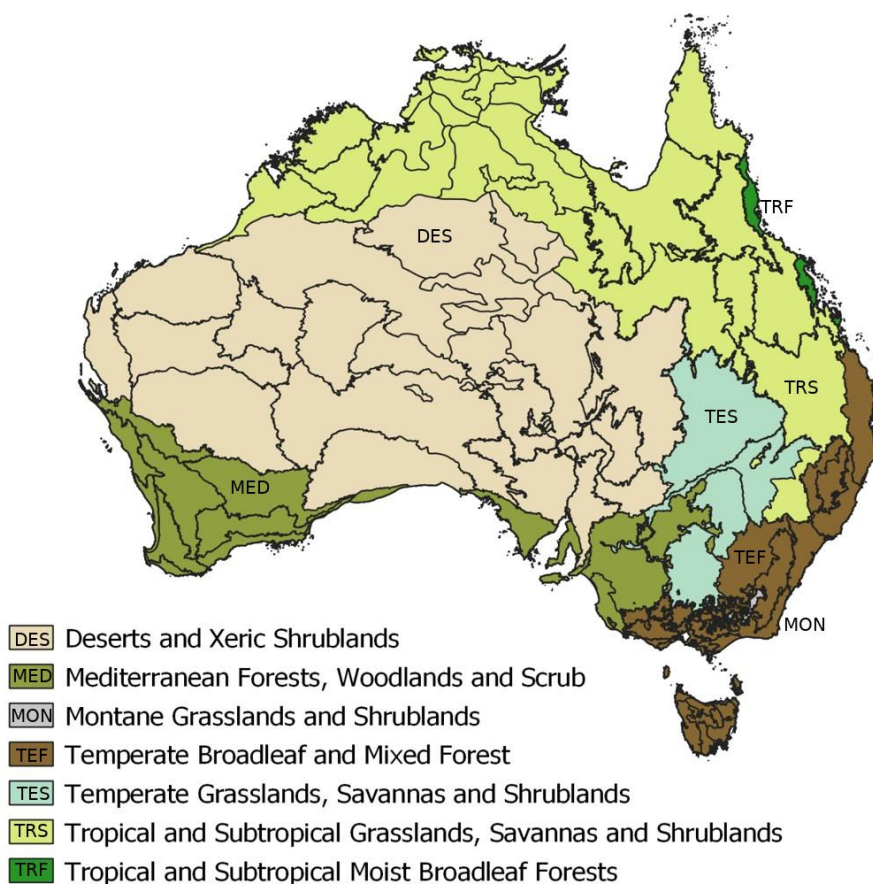 DES
TRF
TRS
TES
MED
TEF
MON
DES Deserts and Xeric Shrublands
MED Mediterranean Forests, Woodlands and Scrub
MON Montane Grasslands and Shrublands
TEF Temperate Broadleaf and Mixed Forest
TES Temperate Grasslands, Savannas and Shrublands
TRS Tropical and Subtropical Grasslands, Savannas and Shrublands
TRF Tropical and Subtropical Moist Broadleaf Forests